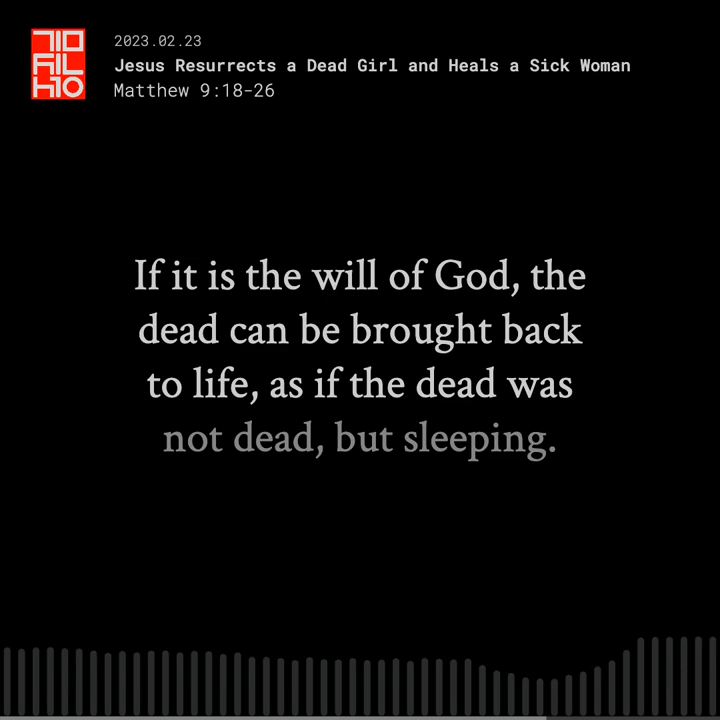 2023.02.23
Jesus Resurrects a Dead Girl and Heals a Sick Woman
Matthew 9:18-26
If it is the will of God, the
dead can be brought back
to life, as if the dead was
not dead, but sleeping.